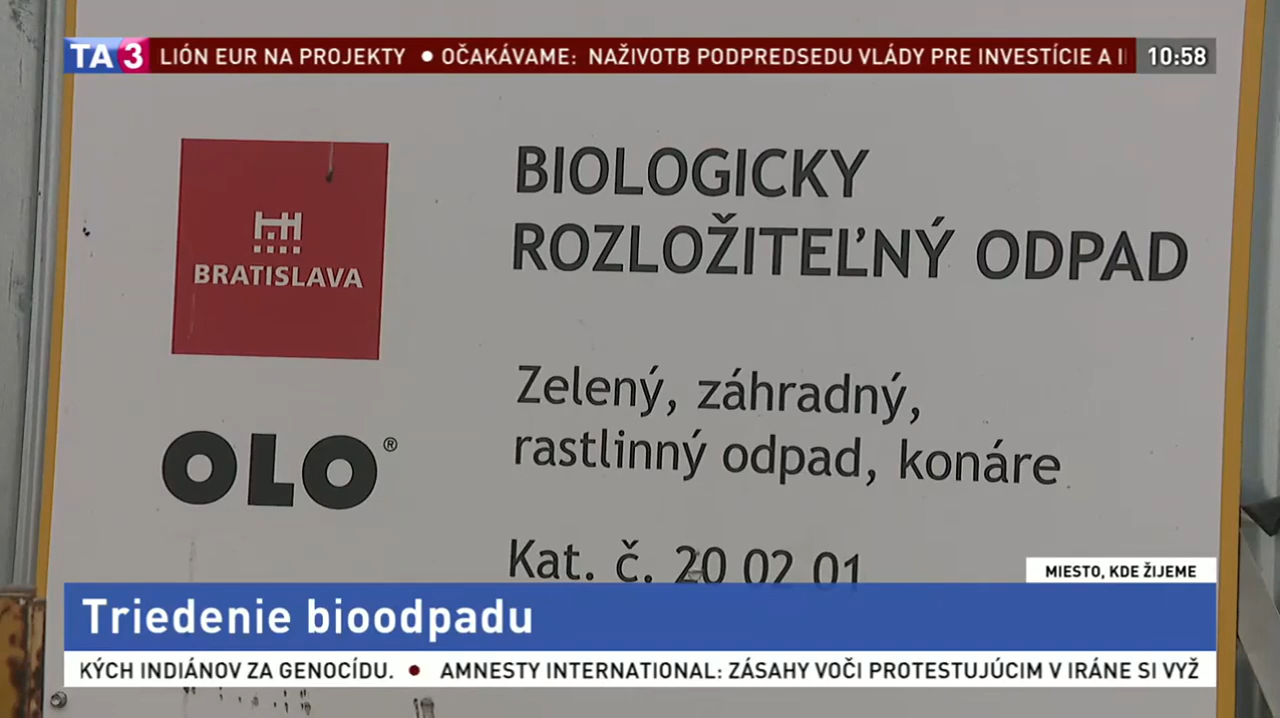 TA3
LIÓN EUR NA PROJEKTY • OČAKÁVAME: NAŽIVOTB PODPREDSEDU VLÁDY PRE INVESTÍCIE A
10:58
BRATISLAVA
OLO®
BIOLOGICKY
ROZLOŽITEĽNÝ ODPAD
Zelený, záhradný,
rastlinný odpad, konáre
Kat. č. 20 02 01
MIESTO, KDE ŽIJEME
Triedenie bioodpadu
KÝCH INDIÁNOV ZA GENOCÍDU. • AMNESTY INTERNATIONAL: ZÁSAHY VOČI PROTESTUJÚCIM V IRÁNE SI VYŽ